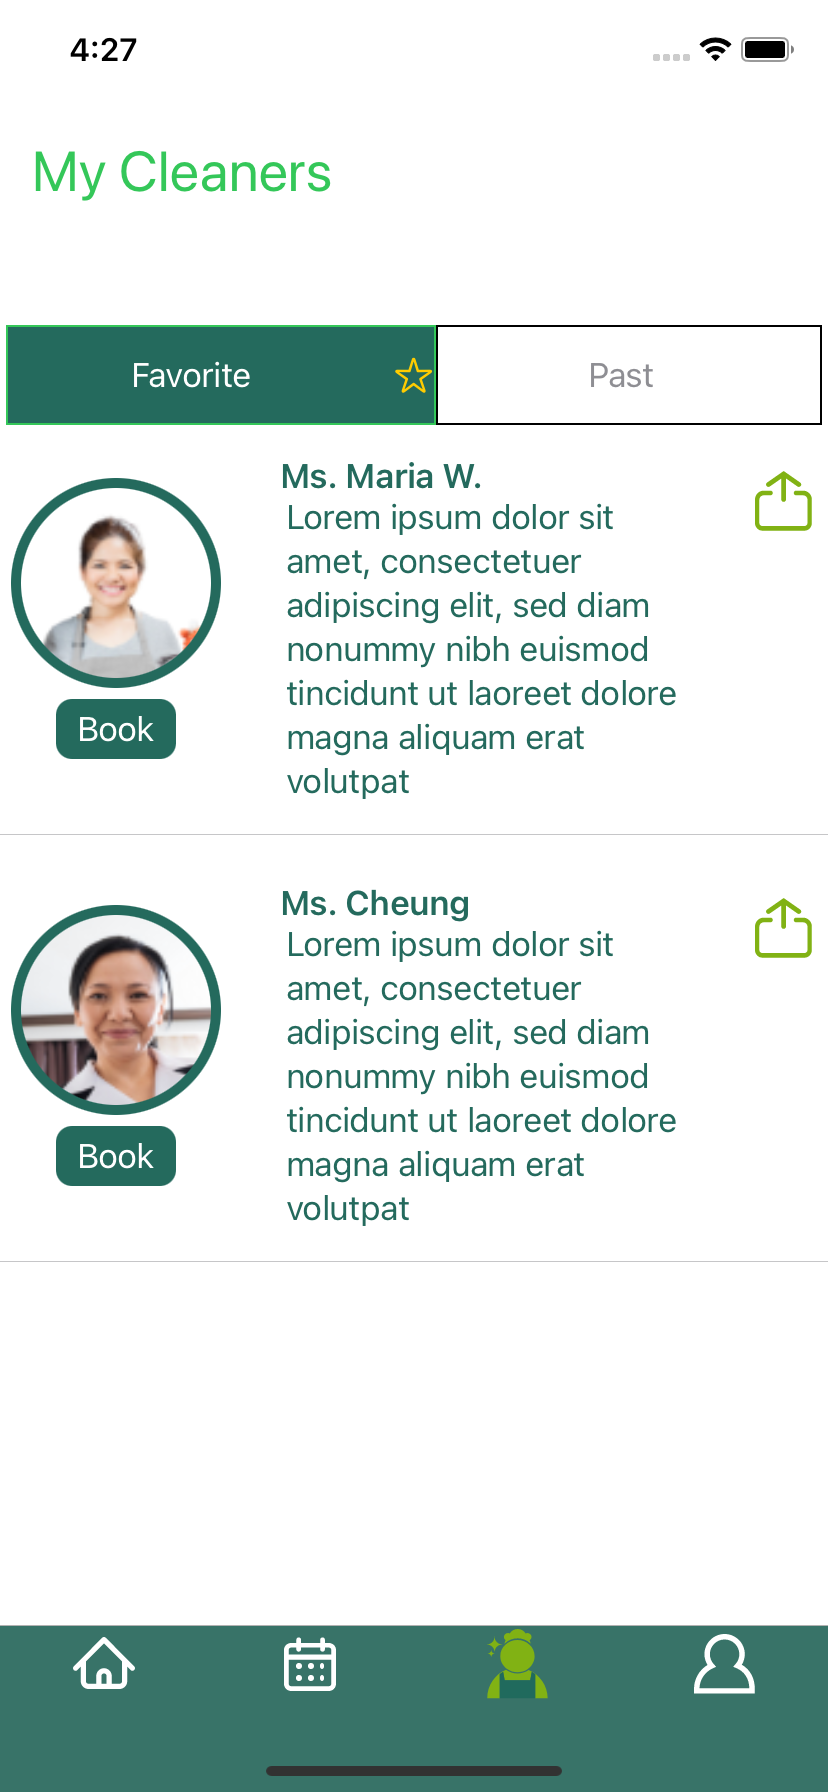 4:27
My Cleaners
Favorite
Past
Ms. Maria W.
Lorem ipsum dolor sit
amet, consectetuer
adipiscing elit, sed diam
nonummy nibh euismod
tincidunt ut laoreet dolore
magna aliquam erat
volutpat
Book
Ms. Cheung
Lorem ipsum dolor sit
amet, consectetuer
adipiscing elit, sed diam
nonummy nibh euismod
tincidunt ut laoreet dolore
magna aliquam erat
volutpat
Book